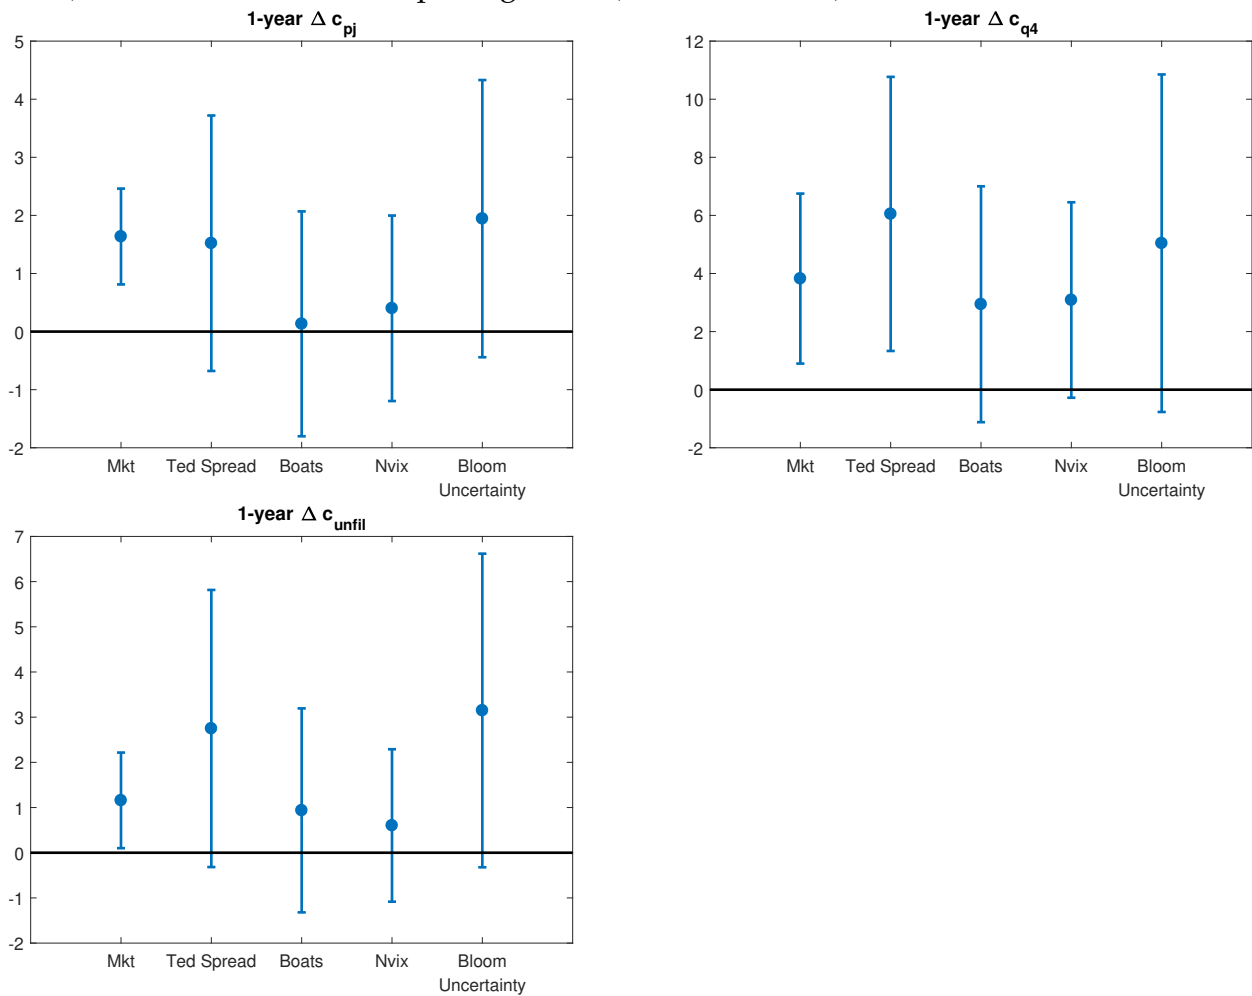 1-year Δ c_pj
5
4
3
2
1
0
-1
-2
Mkt Ted Spread Boats Nvix Bloom
Uncertainty
1-year Δ c_q4
12
10
8
6
4
2
0
-2
Mkt Ted Spread Boats Nvix Bloom
Uncertainty
1-year Δ c_unfil
7
6
5
4
3
2
1
0
-1
-2
Mkt Ted Spread Boats Nvix Bloom
Uncertainty